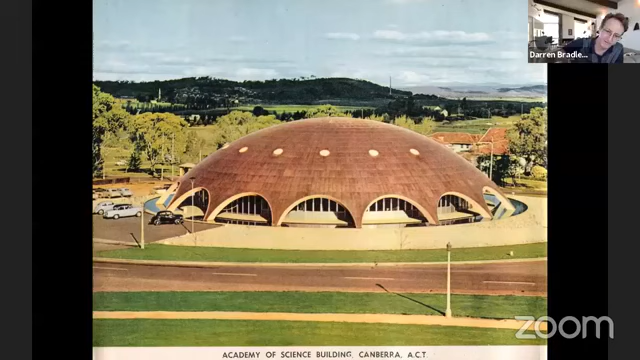 Darren Bradle...
ACADEMY OF SCIENCE BUILDING, CANBERRA, A.C.T.
zoom